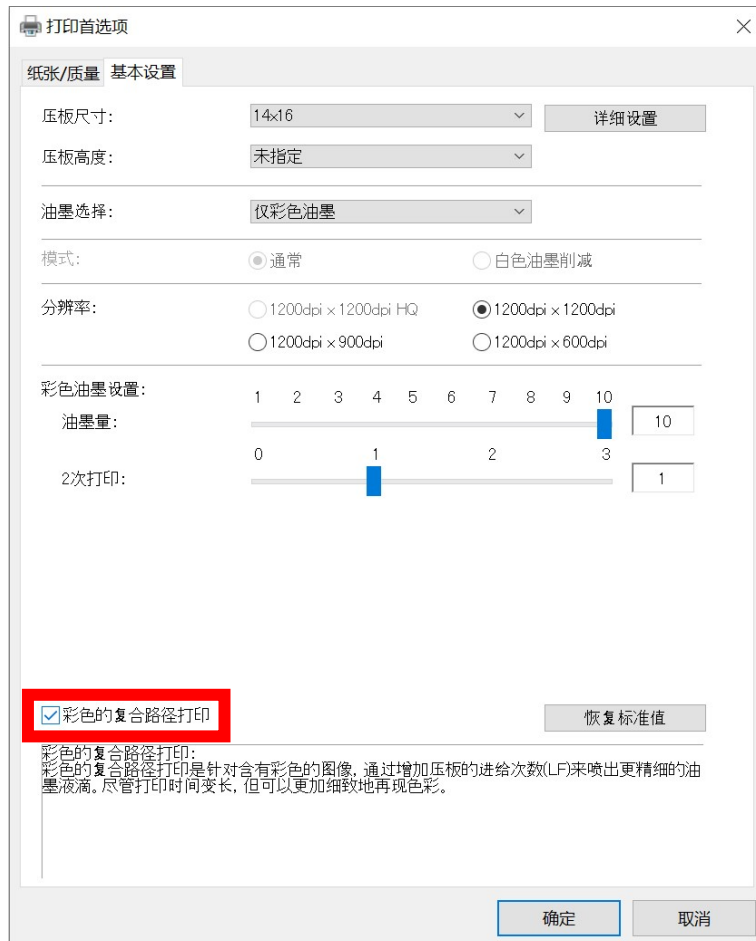 打印首选项
纸张/质量 基本设置
压板尺寸: 14x16 详细设置
压板高度: 未指定
油墨选择: 仅彩色油墨
模式: 通常 白色油墨削减
分辨率: 1200dpi x 1200dpi HQ 1200dpi x 1200dpi
1200dpi x 900dpi 1200dpi x 600dpi
彩色油墨设置:
1 2 3 4 5 6 7 8 9 10
油墨量: 10
0 1 2 3
2次打印: 1
彩色的复合路径打印 恢复标准值
彩色的复合路径打印:
彩色的复合路径打印是针对含有彩色的图像, 通过增加压板的进给次数(LF)来喷出更精细的油
墨液滴。尽管打印时间变长, 但可以更加细致地再现色彩。
确定 取消